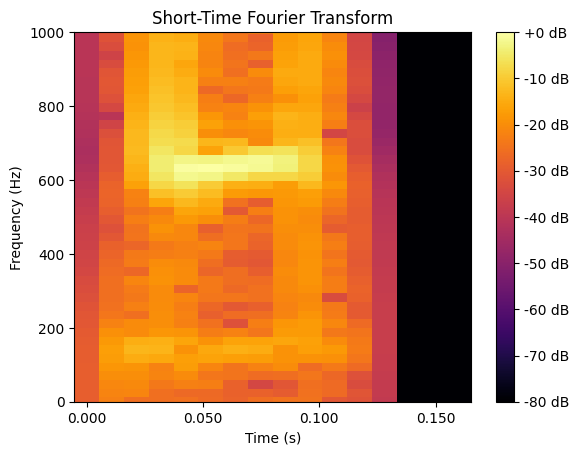 Short-Time Fourier Transform
1000
800
600
400
200
0
Frequency (Hz)
0.000
0.050
0.100
0.150
Time (s)
+0 dB
-10 dB
-20 dB
-30 dB
-40 dB
-50 dB
-60 dB
-70 dB
-80 dB